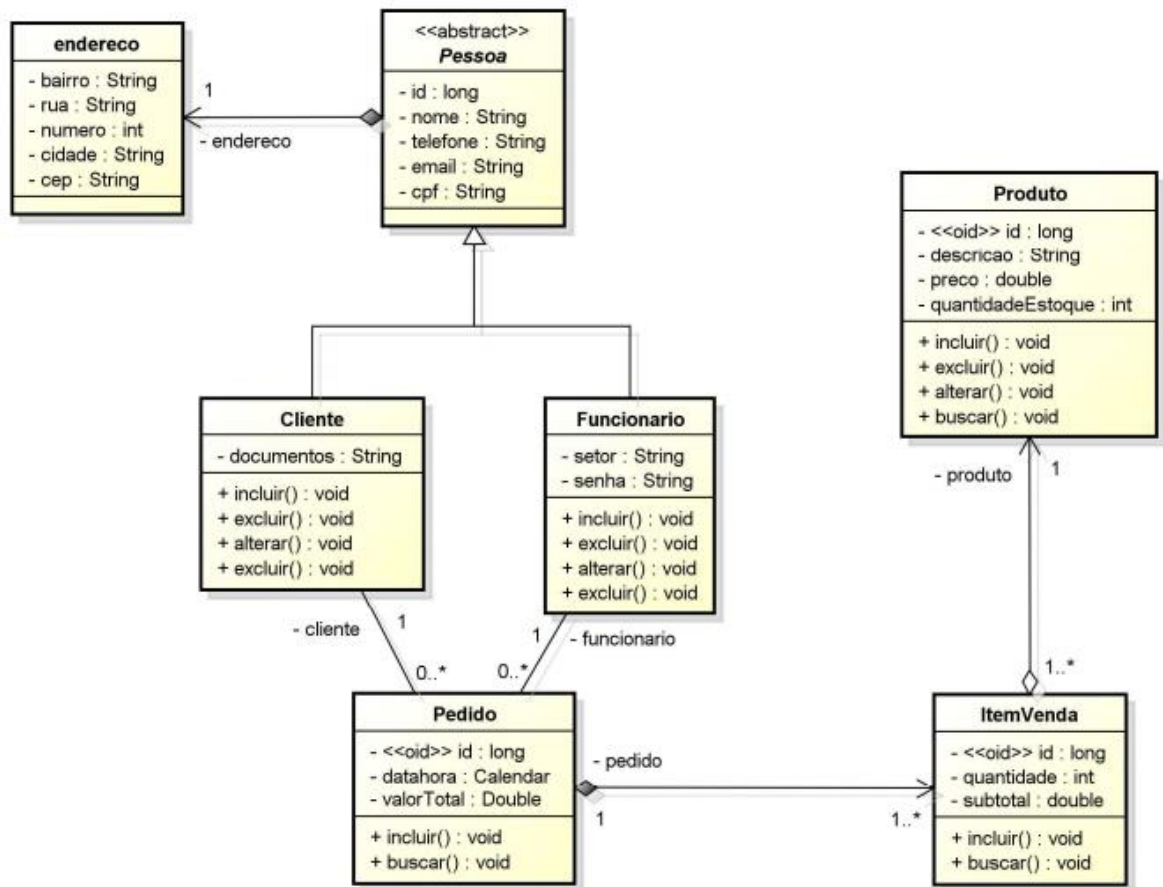 endereco
- bairro : String
- rua : String
- numero : int
- cidade : String
- cep : String
1
- endereco
<<abstract>>
Pessoa
- id : long
- nome : String
- telefone : String
- email : String
- cpf : String
Produto
- <<oid>> id : long
- descricao : String
- preco : double
- quantidadeEstoque : int
+ incluir() : void
+ excluir() : void
+ alterar() : void
+ buscar() : void
Cliente
- documentos : String
+ incluir() : void
+ excluir() : void
+ alterar() : void
+ excluir() : void
Funcionario
- setor : String
- senha : String
+ incluir() : void
+ excluir() : void
+ alterar() : void
+ excluir() : void
- produto
1
- cliente
1
0..*
1
- funcionario
0..*
1..*
Pedido
- <<oid>> id : long
- datahora : Calendar
- valorTotal : Double
+ incluir() : void
+ buscar() : void
- pedido
1
1..*
ItemVenda
- <<oid>> id : long
- quantidade : int
- subtotal : double
+ incluir() : void
+ buscar() : void